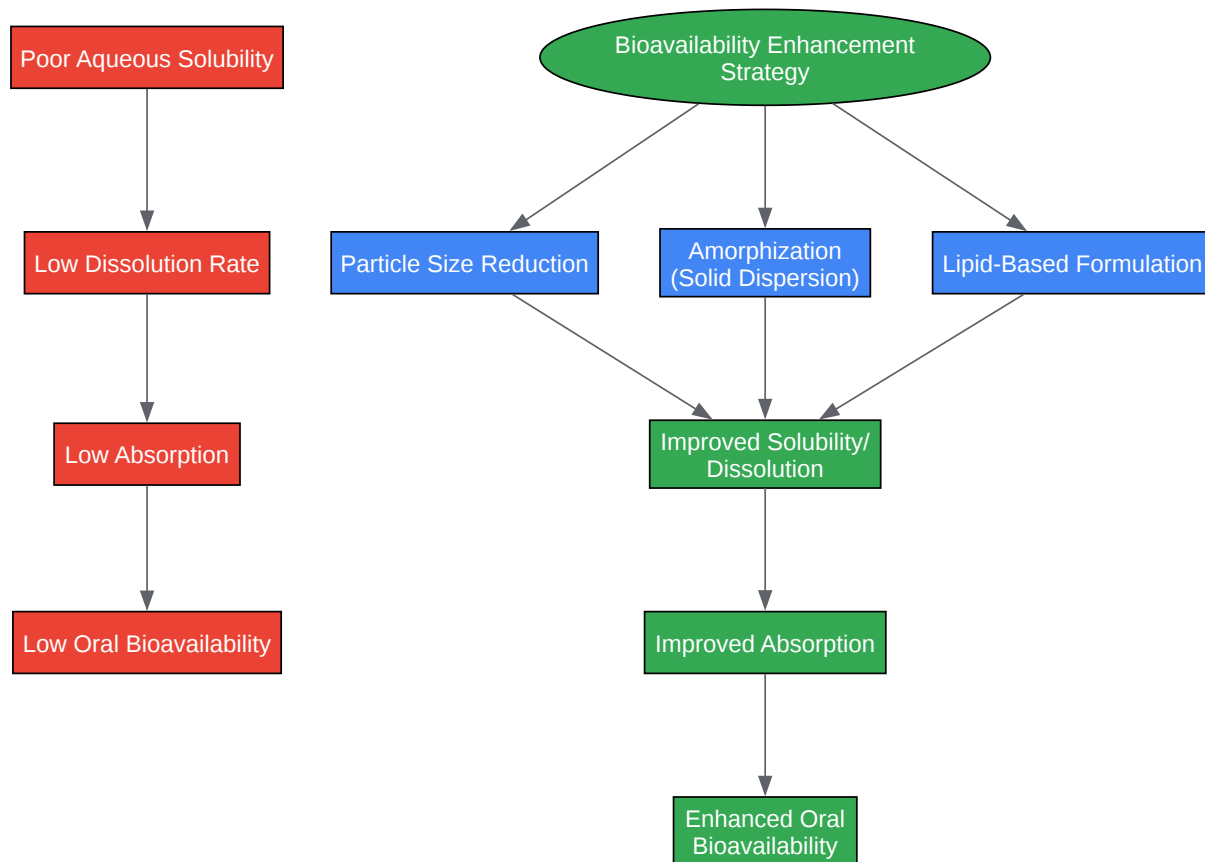 Poor Aqueous Solubility
Low Dissolution Rate
Low Absorption
Low Oral Bioavailability
Bioavailability Enhancement
Strategy
Particle Size Reduction
Amorphization
(Solid Dispersion)
Lipid-Based Formulation
Improved Solubility/
Dissolution
Improved Absorption
Enhanced Oral
Bioavailability